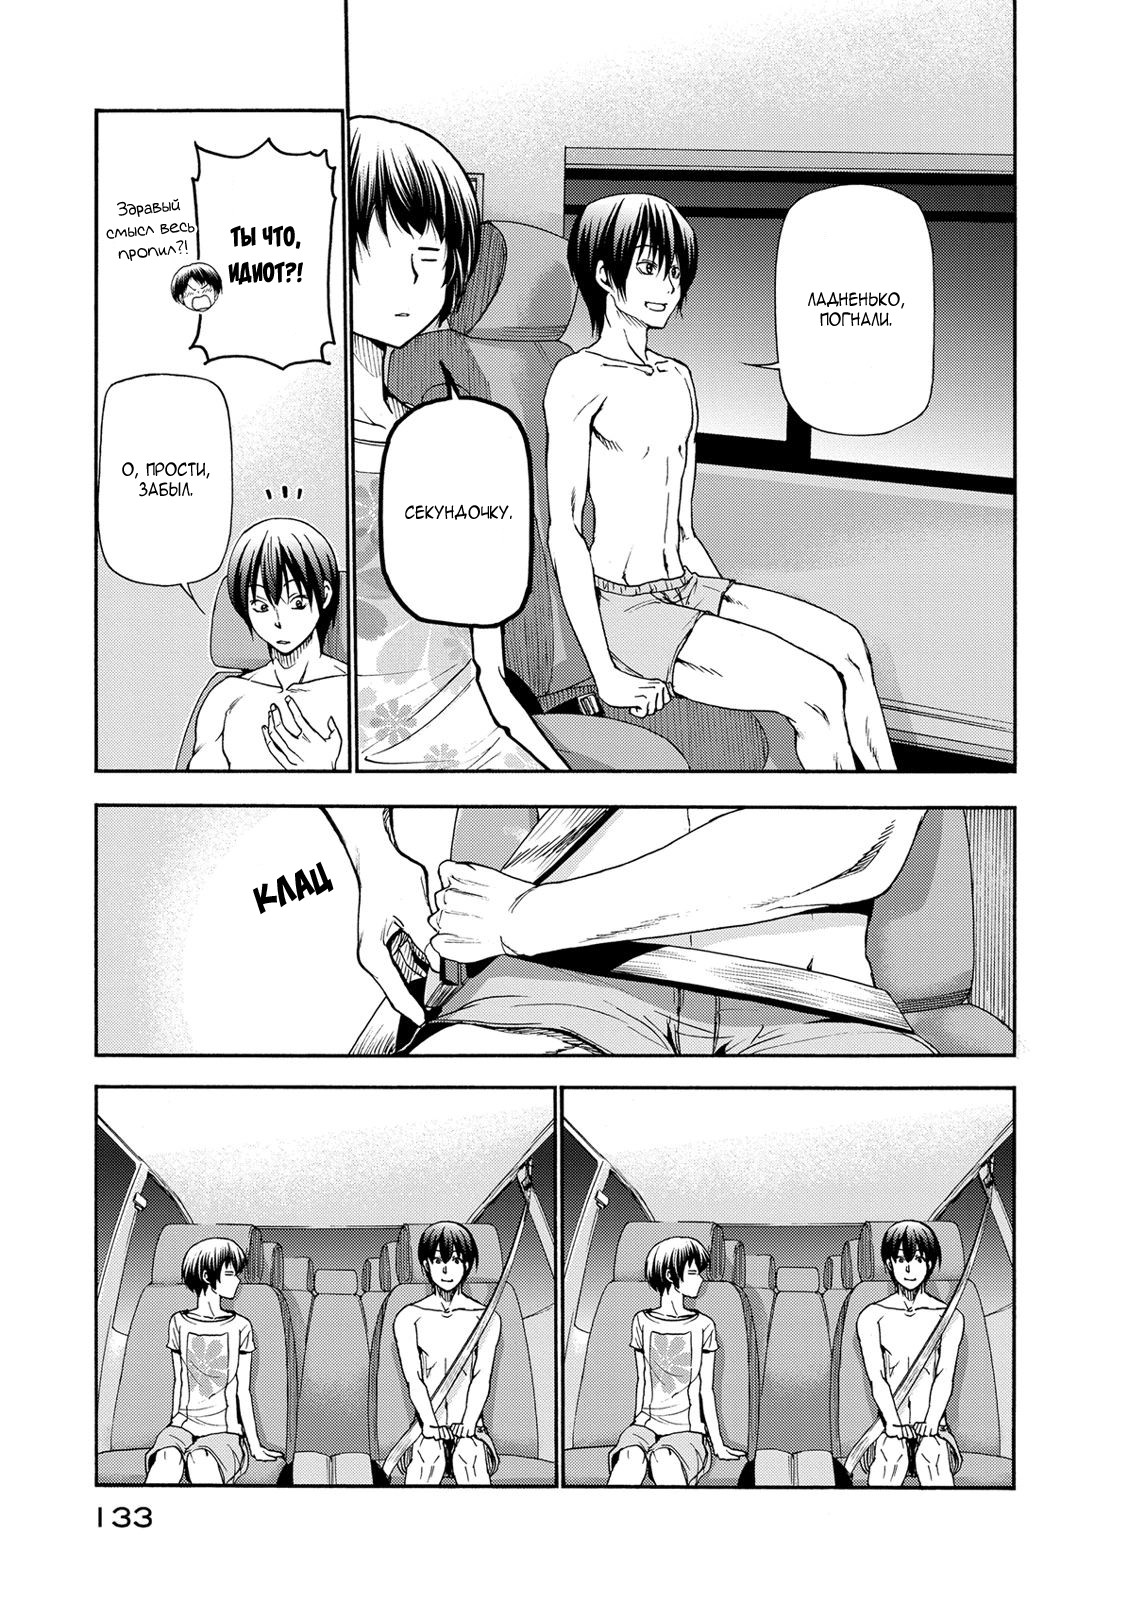 ЛАДНЕНЬКО,
ПОГНАЛИ.
СЕКУНДОЧКУ.
ТЫ ЧТО,
ИДИОТ?!
Здравый
смысл весь
пропил?!
О, ПРОСТИ,
ЗАБЫЛ.
КЛАЦ
133